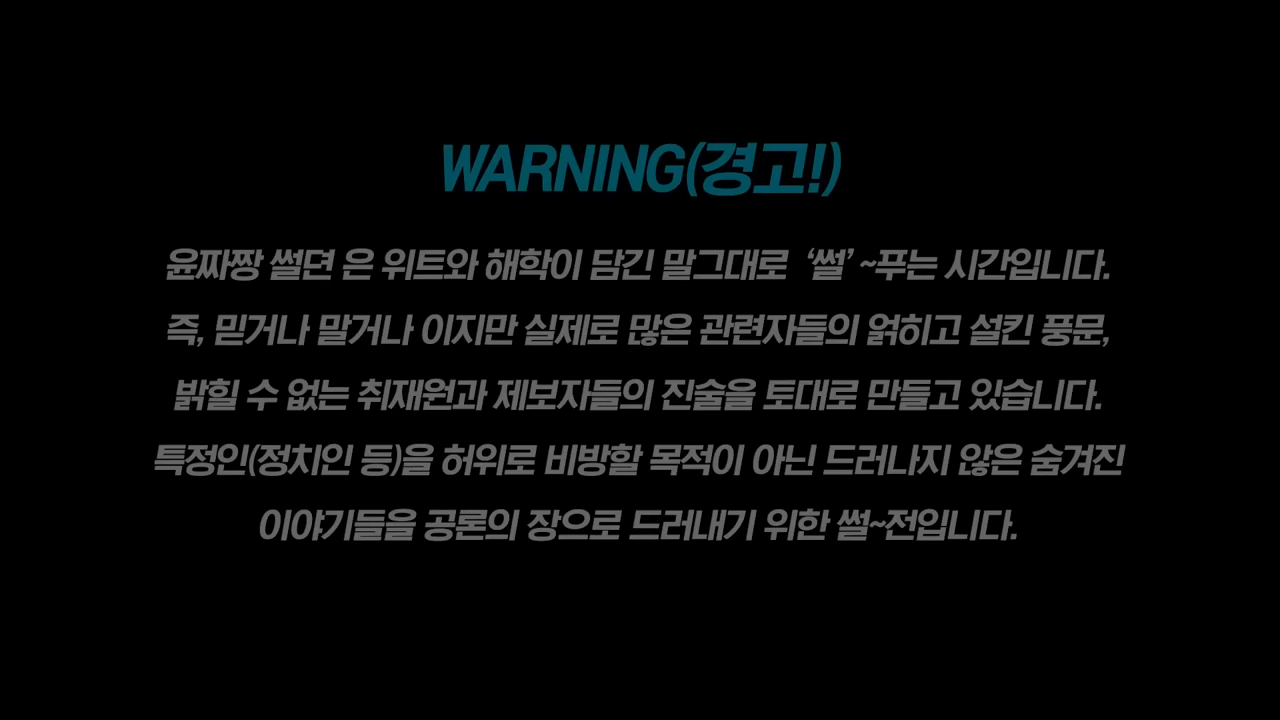 WARNING(경고!)
윤짜짱 썰뎐 은 위트와 해학이 담긴 말그대로 ‘썰’ ~푸는 시간입니다.
즉, 믿거나 말거나 이지만 실제로 많은 관련자들의 얽히고 설킨 풍문,
밝힐 수 없는 취재원과 제보자들의 진술을 토대로 만들고 있습니다.
특정인(정치인 등)을 허위로 비방할 목적이 아닌 드러나지 않은 숨겨진
이야기들을 공론의 장으로 드러내기 위한 썰~전입니다.